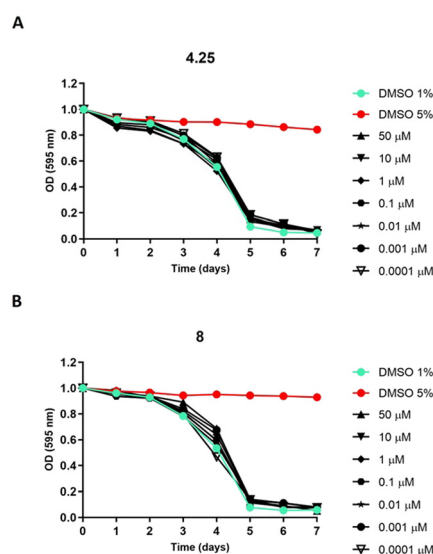 A
4.25
1.2
1.0
0.8
0.6
0.4
0.2
0.0
OD (595 nm)
0 1 2 3 4 5 6 7
Time (days)
DMSO 1%
DMSO 5%
50 µM
10 µM
1 µM
0.1 µM
0.01 µM
0.001 µM
0.0001 µM
B
8
1.2
1.0
0.8
0.6
0.4
0.2
0.0
OD (595 nm)
0 1 2 3 4 5 6 7
Time (days)
DMSO 1%
DMSO 5%
50 µM
10 µM
1 µM
0.1 µM
0.01 µM
0.001 µM
0.0001 µM